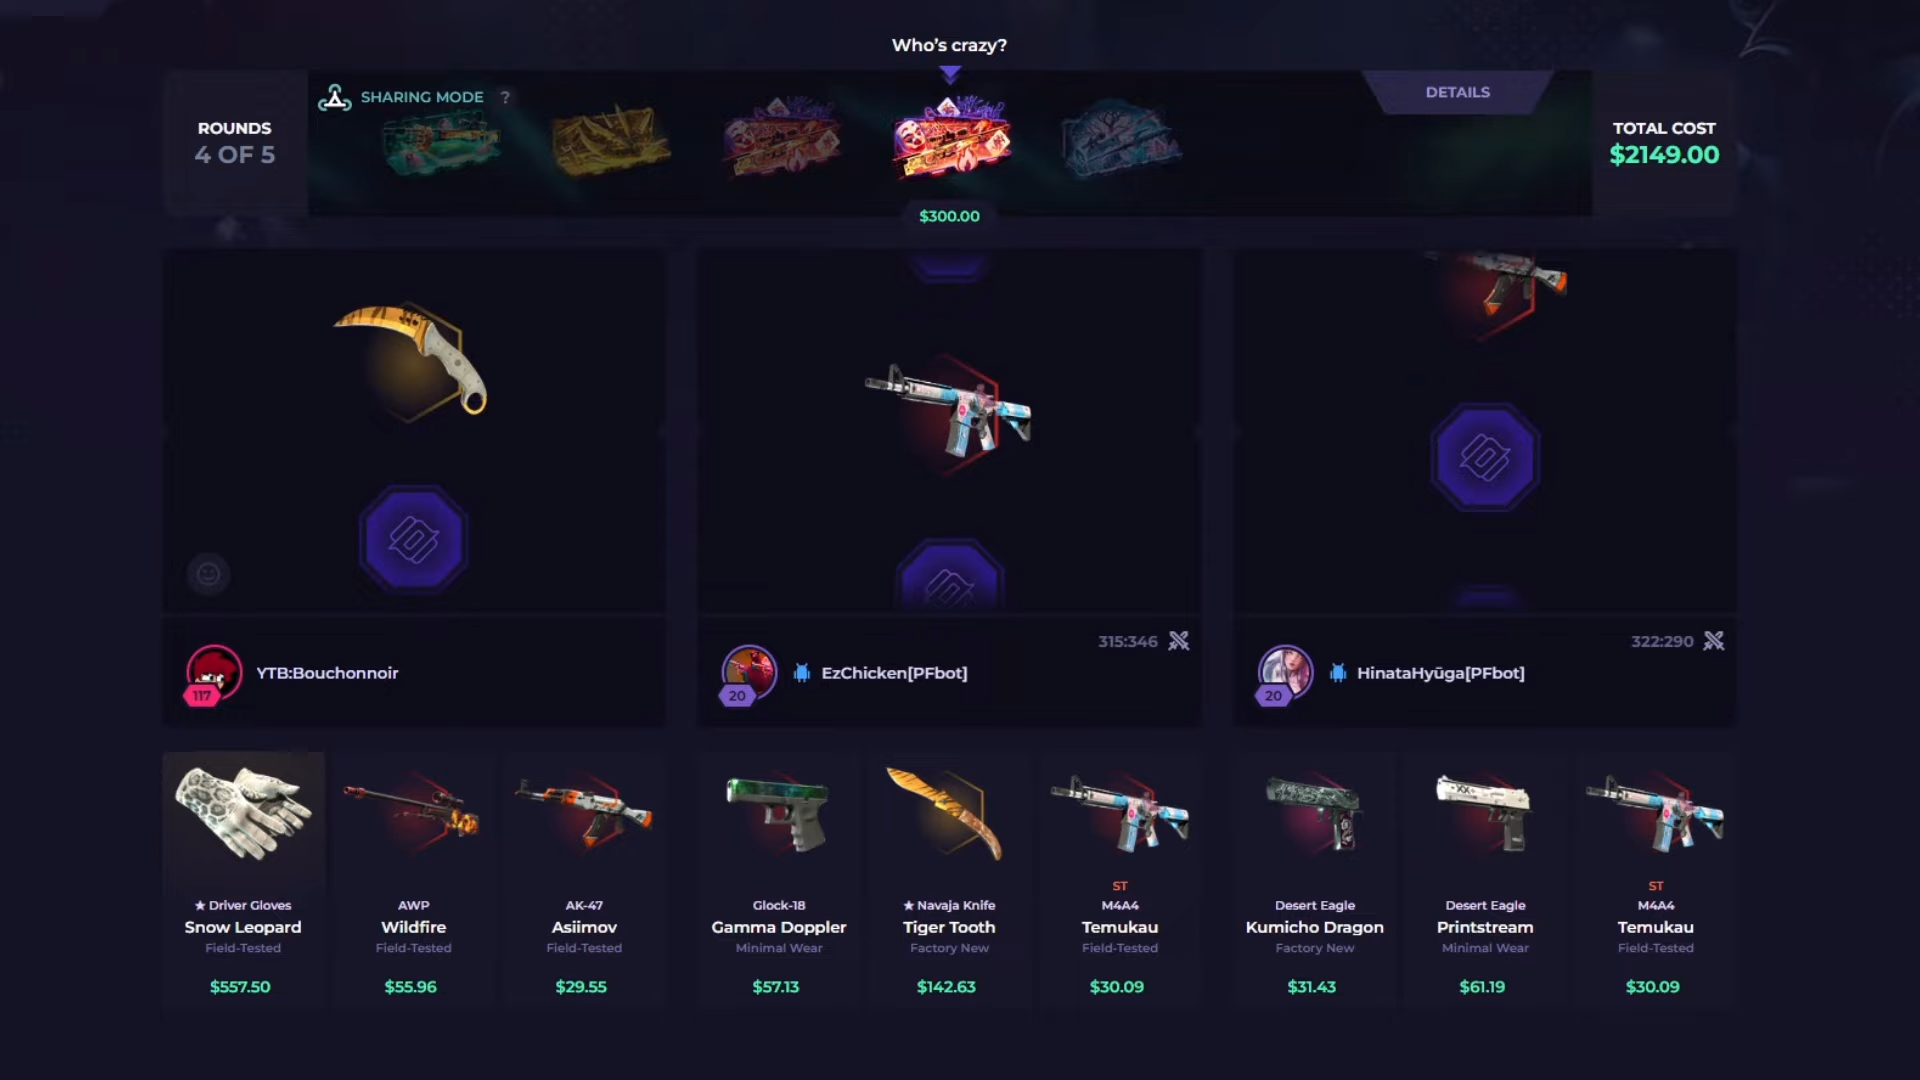 Who's crazy?
ROUNDS
4 OF 5
SHARING MODE ?
DETAILS
TOTAL COST
$2149.00
$300.00
117
YTB:Bouchonnoir
315:346
20
EzChicken[PFbot]
322:290
20
HinataHyūga[PFbot]
★ Driver Gloves
Snow Leopard
Field-Tested
$557.50
AWP
Wildfire
Field-Tested
$55.96
AK-47
Asiimov
Field-Tested
$29.55
Glock-18
Gamma Doppler
Minimal Wear
$57.13
★ Navaja Knife
Tiger Tooth
Factory New
$142.63
ST
M4A4
Temukau
Field-Tested
$30.09
Desert Eagle
Kumicho Dragon
Factory New
$31.43
Desert Eagle
Printstream
Minimal Wear
$61.19
ST
M4A4
Temukau
Field-Tested
$30.09